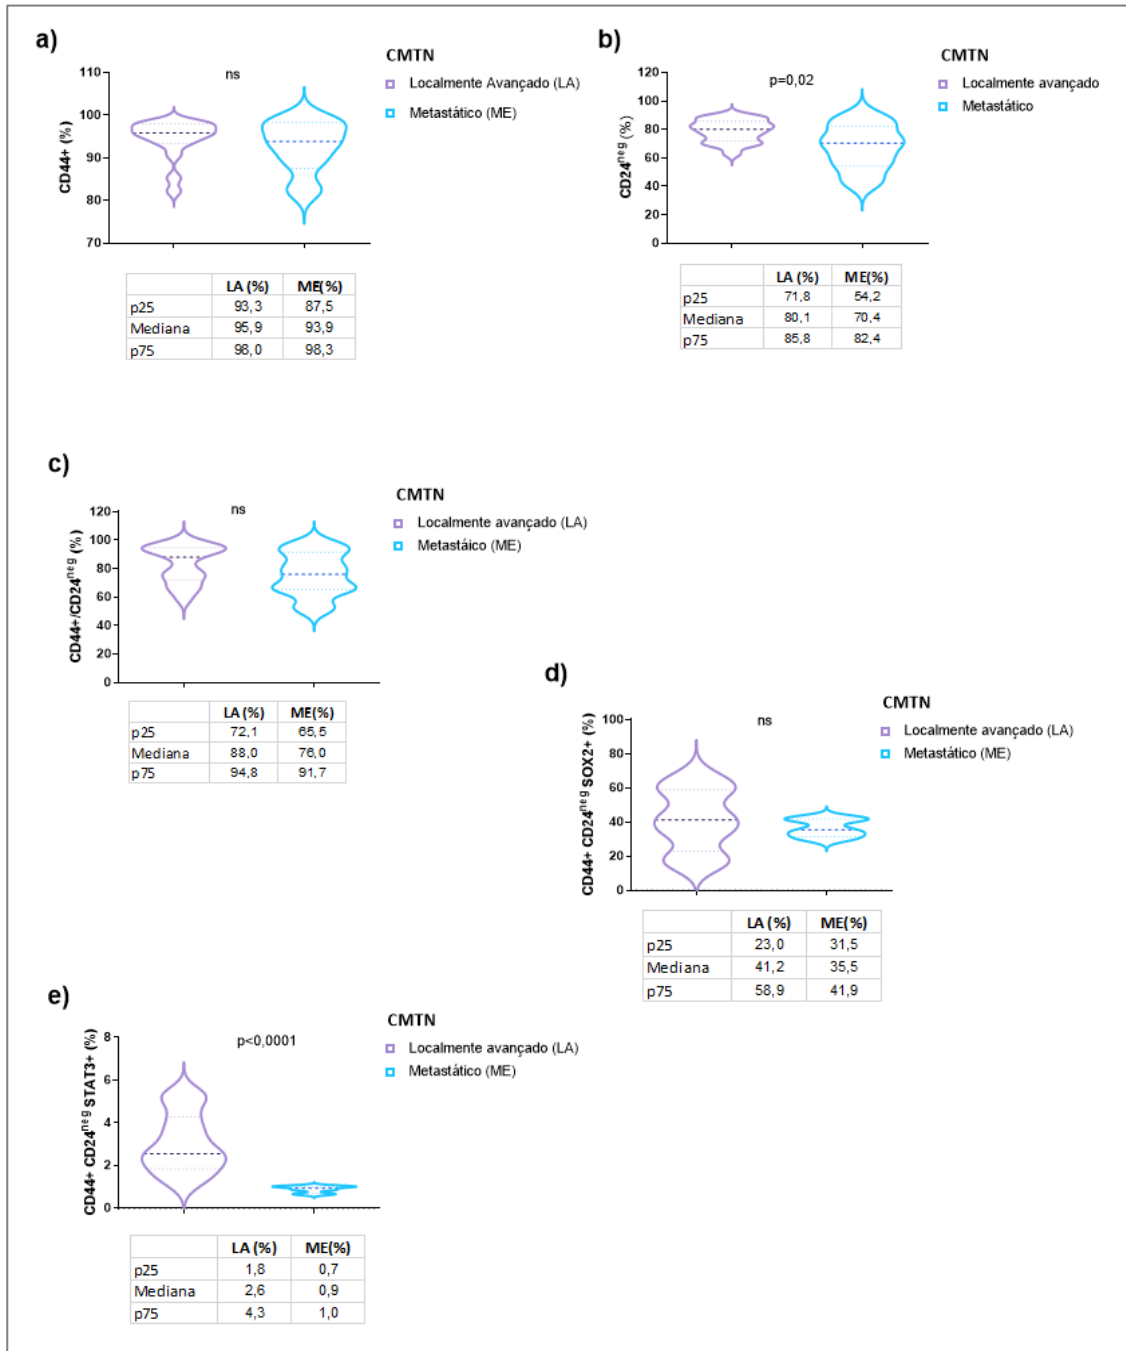 a)
CMTN
Localmente Avançado (LA)
Metastático (ME)
ns
CD44+ (%)
110
100
90
80
70
LA (%) ME(%)
p25 93,3 87,5
Mediana 95,9 93,9
p75 98,0 98,3
b)
CMTN
Localmente avançado
Metastático
p=0,02
CD24neg (%)
120
100
80
60
40
20
0
LA (%) ME(%)
p25 71,8 54,2
Mediana 80,1 70,4
p75 85,8 82,4
c)
CMTN
Localmente avançado (LA)
Metastáico (ME)
ns
CD44+/CD24neg (%)
120
100
80
60
40
20
0
LA (%) ME(%)
p25 72,1 65,5
Mediana 88,0 76,0
p75 94,8 91,7
d)
CMTN
Localmente avançado (LA)
Metastático (ME)
ns
CD44+ CD24neg SOX2+ (%)
100
80
60
40
20
0
LA (%) ME(%)
p25 23,0 31,5
Mediana 41,2 35,5
p75 58,9 41,9
e)
CMTN
Localmente avançado (LA)
Metastático (ME)
p<0,0001
CD44+ CD24neg STAT3+ (%)
8
6
4
2
0
LA (%) ME(%)
p25 1,8 0,7
Mediana 2,6 0,9
p75 4,3 1,0